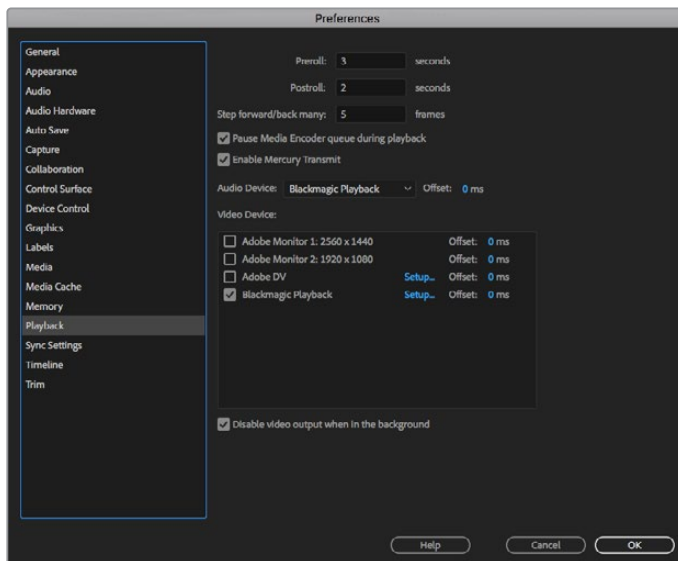 Preferences
General
Appearance
Audio
Audio Hardware
Auto Save
Capture
Collaboration
Control Surface
Device Control
Graphics
Labels
Media
Media Cache
Memory
Playback
Sync Settings
Timeline
Trim
Preroll: 3 seconds
Postroll: 2 seconds
Step forward/back many: 5 frames
Pause Media Encoder queue during playback
Enable Mercury Transmit
Audio Device: Blackmagic Playback Offset: 0 ms
Video Device:
Adobe Monitor 1: 2560 x 1440 Offset: 0 ms
Adobe Monitor 2: 1920 x 1080 Offset: 0 ms
Adobe DV Setup... Offset: 0 ms
Blackmagic Playback Setup... Offset: 0 ms
Disable video output when in the background
Help Cancel OK